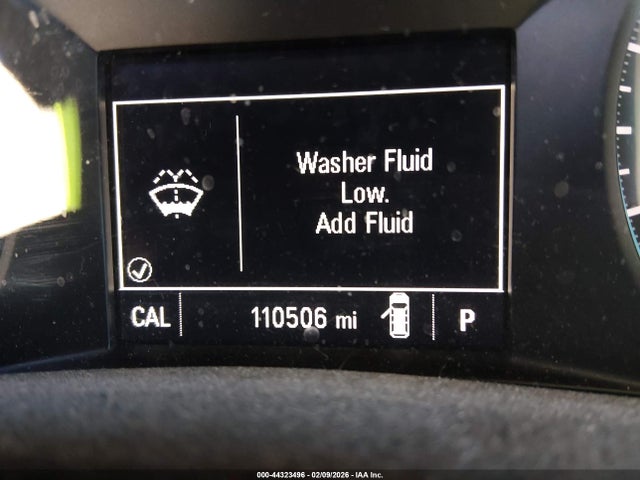 Washer Fluid
Low.
Add Fluid
CAL 110506 mi P
000-44323496 - 02/09/2026 - IAA Inc.